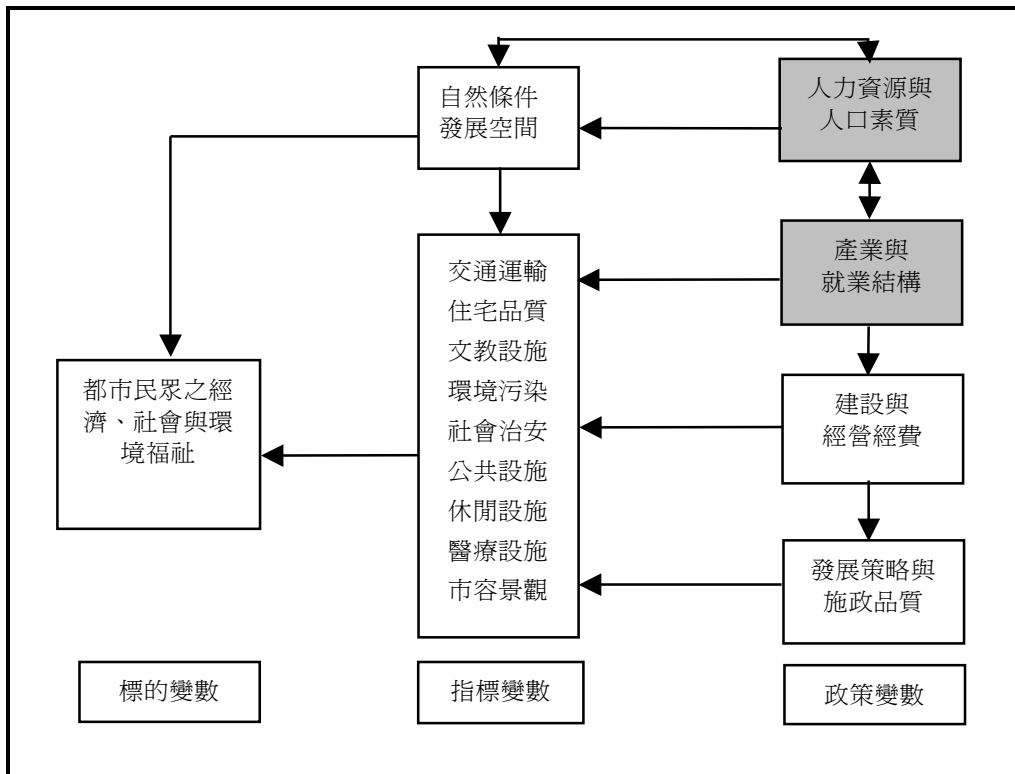 自然條件
發展空間
人力資源與
人口素質
產業與
就業結構
交通運輸
住宅品質
文教設施
環境污染
社會治安
公共設施
休閒設施
醫療設施
市容景觀
都市民眾之經
濟、社會與環
境福祉
建設與
經營經費
發展策略與
施政品質
標的變數
指標變數
政策變數